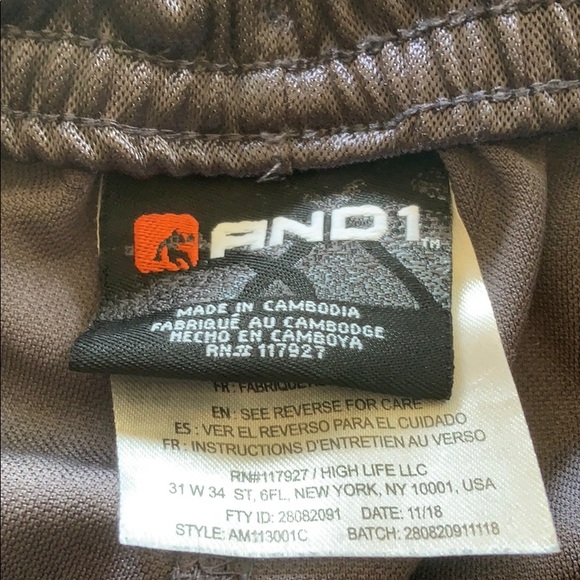 AND1 TM
MADE IN CAMBODIA
FABRIQUÉ AU CAMBODGE
HECHO EN CAMBOYA
RN# 117927
FR : FABRIQUÉ
EN : SEE REVERSE FOR CARE
ES : VER EL REVERSO PARA EL CUIDADO
FR : INSTRUCTIONS D'ENTRETIEN AU VERSO
RN#117927 / HIGH LIFE LLC
31 W 34 ST, 6FL, NEW YORK, NY 10001, USA
FTY ID: 28082091 DATE: 11/18
STYLE: AM113001C BATCH: 280820911118